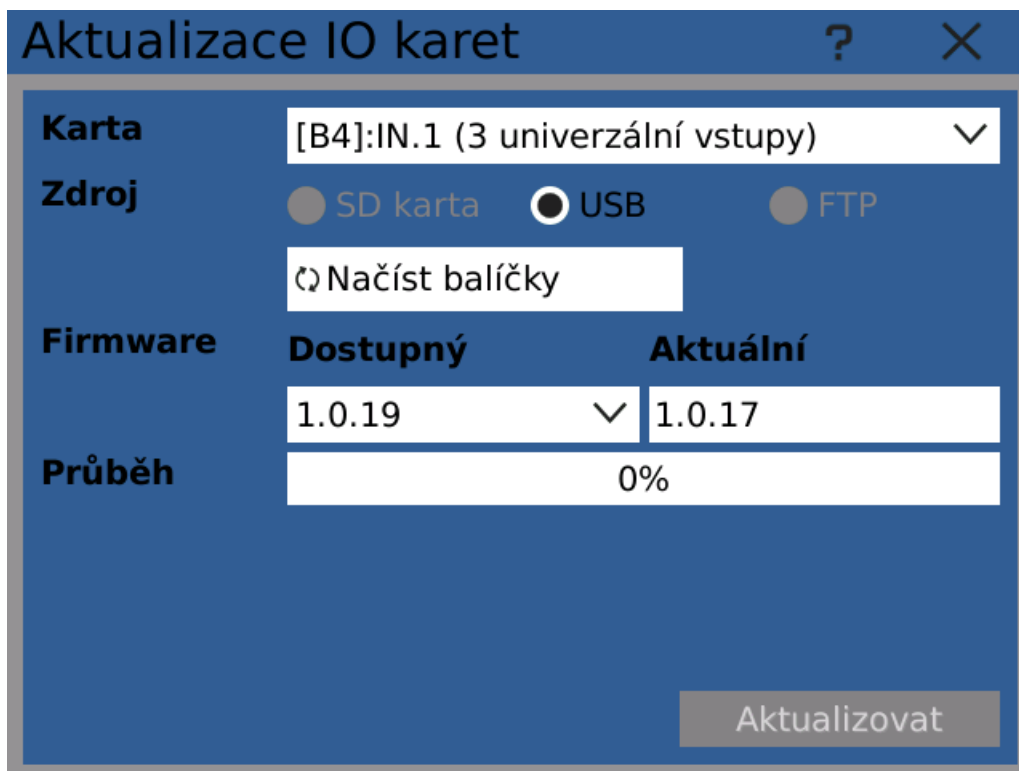 Aktualizace IO karet ?
Karta [B4]:IN.1 (3 univerzální vstupy)
Zdroj SD karta USB FTP
Načíst balíčky
Firmware Dostupný Aktuální
1.0.19 1.0.17
Průběh 0%
Aktualizovat